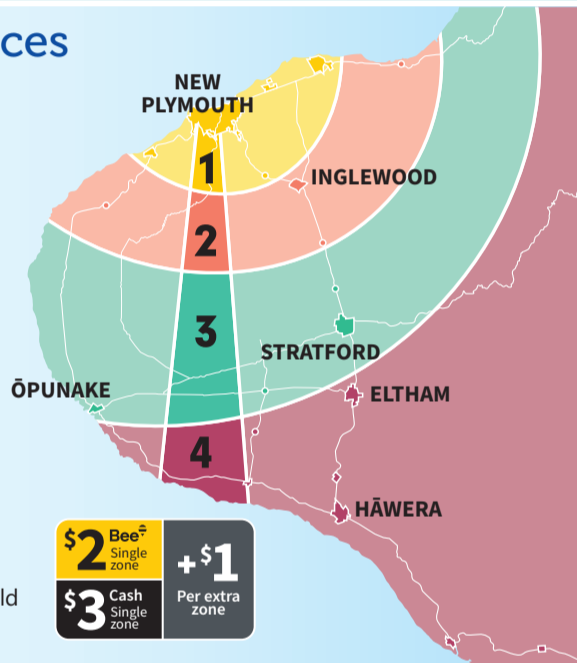 ces
NEW
PLYMOUTH
1
INGLEWOOD
2
3
STRATFORD
ŌPUNAKE
ELTHAM
4
HĀWERA
$2 Bee
Single
zone
+$1
Per extra
zone
$3 Cash
Single
zone
ld